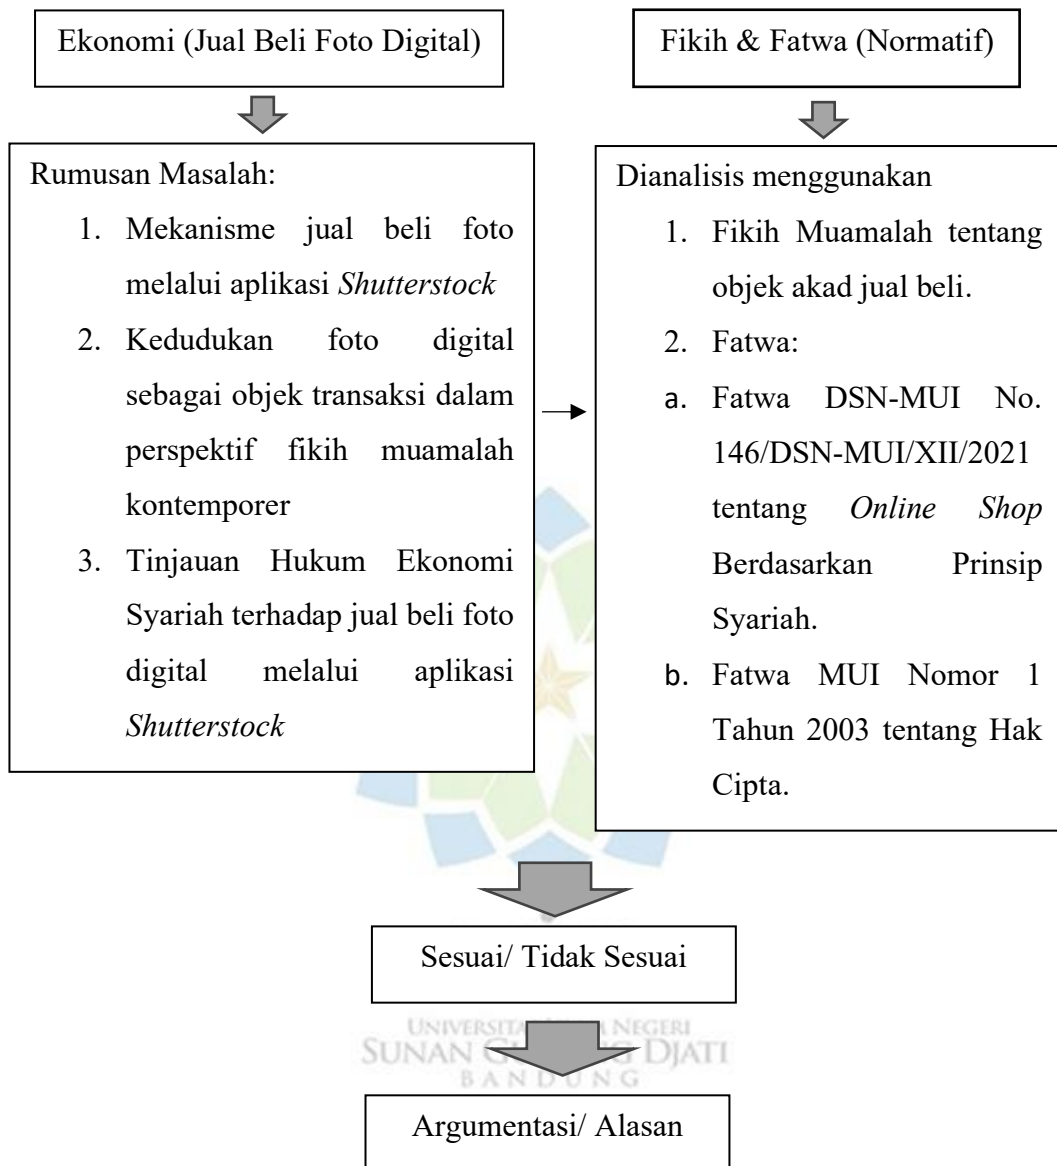 Ekonomi (Jual Beli Foto Digital)
Rumusan Masalah:
1. Mekanisme jual beli foto
melalui aplikasi Shutterstock
2. Kedudukan foto digital
sebagai objek transaksi dalam
perspektif fikih muamalah
kontemporer
3. Tinjauan Hukum Ekonomi
Syariah terhadap jual beli foto
digital melalui aplikasi
Shutterstock
Fikih & Fatwa (Normatif)
Dianalisis menggunakan
1. Fikih Muamalah tentang
objek akad jual beli.
2. Fatwa:
a. Fatwa DSN-MUI No.
146/DSN-MUI/XII/2021
tentang Online Shop
Berdasarkan Prinsip
Syariah.
b. Fatwa MUI Nomor 1
Tahun 2003 tentang Hak
Cipta.
Sesuai/ Tidak Sesuai
NEGERI
SUNAN DJATI
BANDUNG
Argumentasi/ Alasan